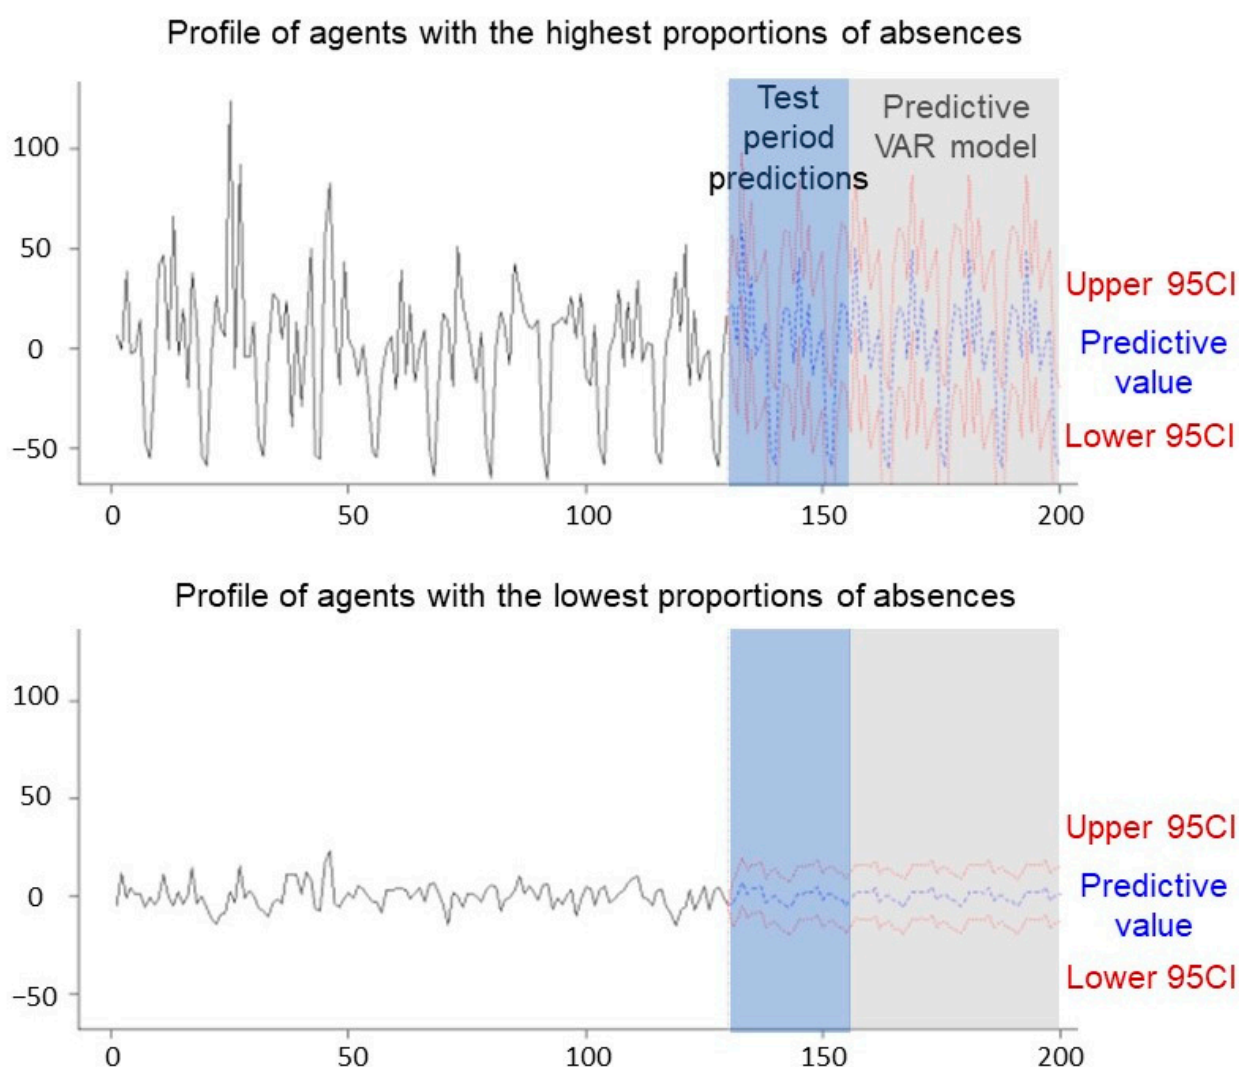 Profile of agents with the highest proportions of absences
Test
period
predictions
Predictive
VAR model
100
50
0
−50
Upper 95CI
Predictive
value
Lower 95CI
0 50 100 150 200
Profile of agents with the lowest proportions of absences
100
50
0
−50
Upper 95CI
Predictive
value
Lower 95CI
0 50 100 150 200